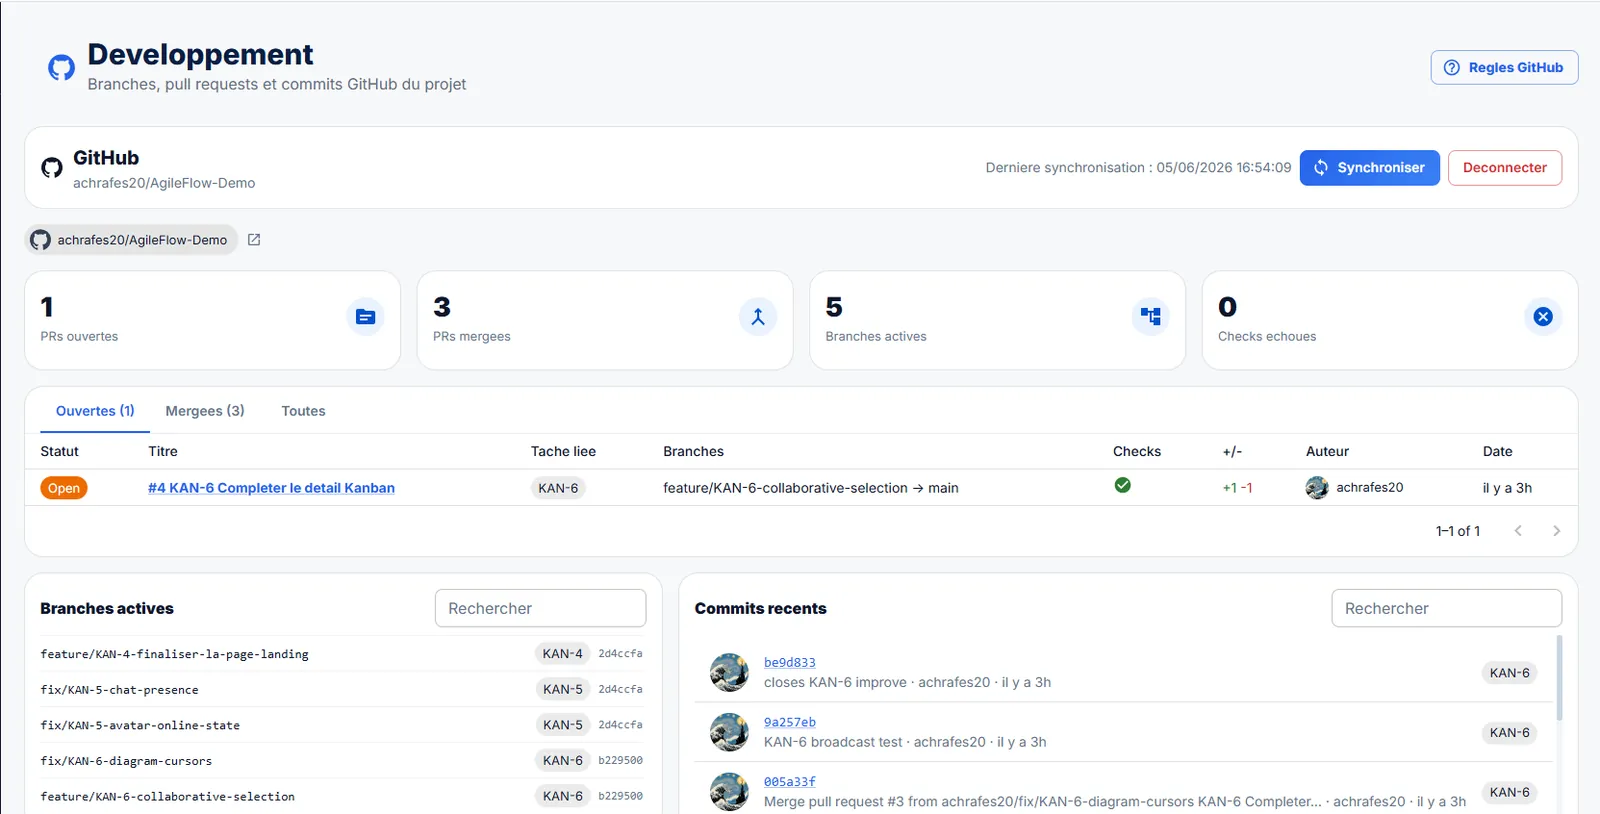 Developpement
Branches, pull requests et commits GitHub du projet
Regles GitHub
GitHub
achrafes20/AgileFlow-Demo
Derniere synchronisation : 05/06/2026 16:54:09
Synchroniser
Deconnecter
achrafes20/AgileFlow-Demo
1
PRs ouvertes
3
PRs mergees
5
Branches actives
0
Checks echoues
Ouvertes (1) Mergees (3) Toutes
Statut Titre Tache liee Branches Checks +/- Auteur Date
Open #4 KAN-6 Completer le detail Kanban KAN-6 feature/KAN-6-collaborative-selection → main +1 -1 achrafes20 il y a 3h
1–1 of 1
Branches actives
Rechercher
feature/KAN-4-finaliser-la-page-landing KAN-4 2d4ccfa
fix/KAN-5-chat-presence KAN-5 2d4ccfa
fix/KAN-5-avatar-online-state KAN-5 2d4ccfa
fix/KAN-6-diagram-cursors KAN-6 b229500
feature/KAN-6-collaborative-selection KAN-6 b229500
Commits recents
Rechercher
be9d833
closes KAN-6 improve · achrafes20 · il y a 3h
KAN-6
9a257eb
KAN-6 broadcast test · achrafes20 · il y a 3h
KAN-6
005a33f
Merge pull request #3 from achrafes20/fix/KAN-6-diagram-cursors KAN-6 Completer... · achrafes20 · il y a 3h
KAN-6